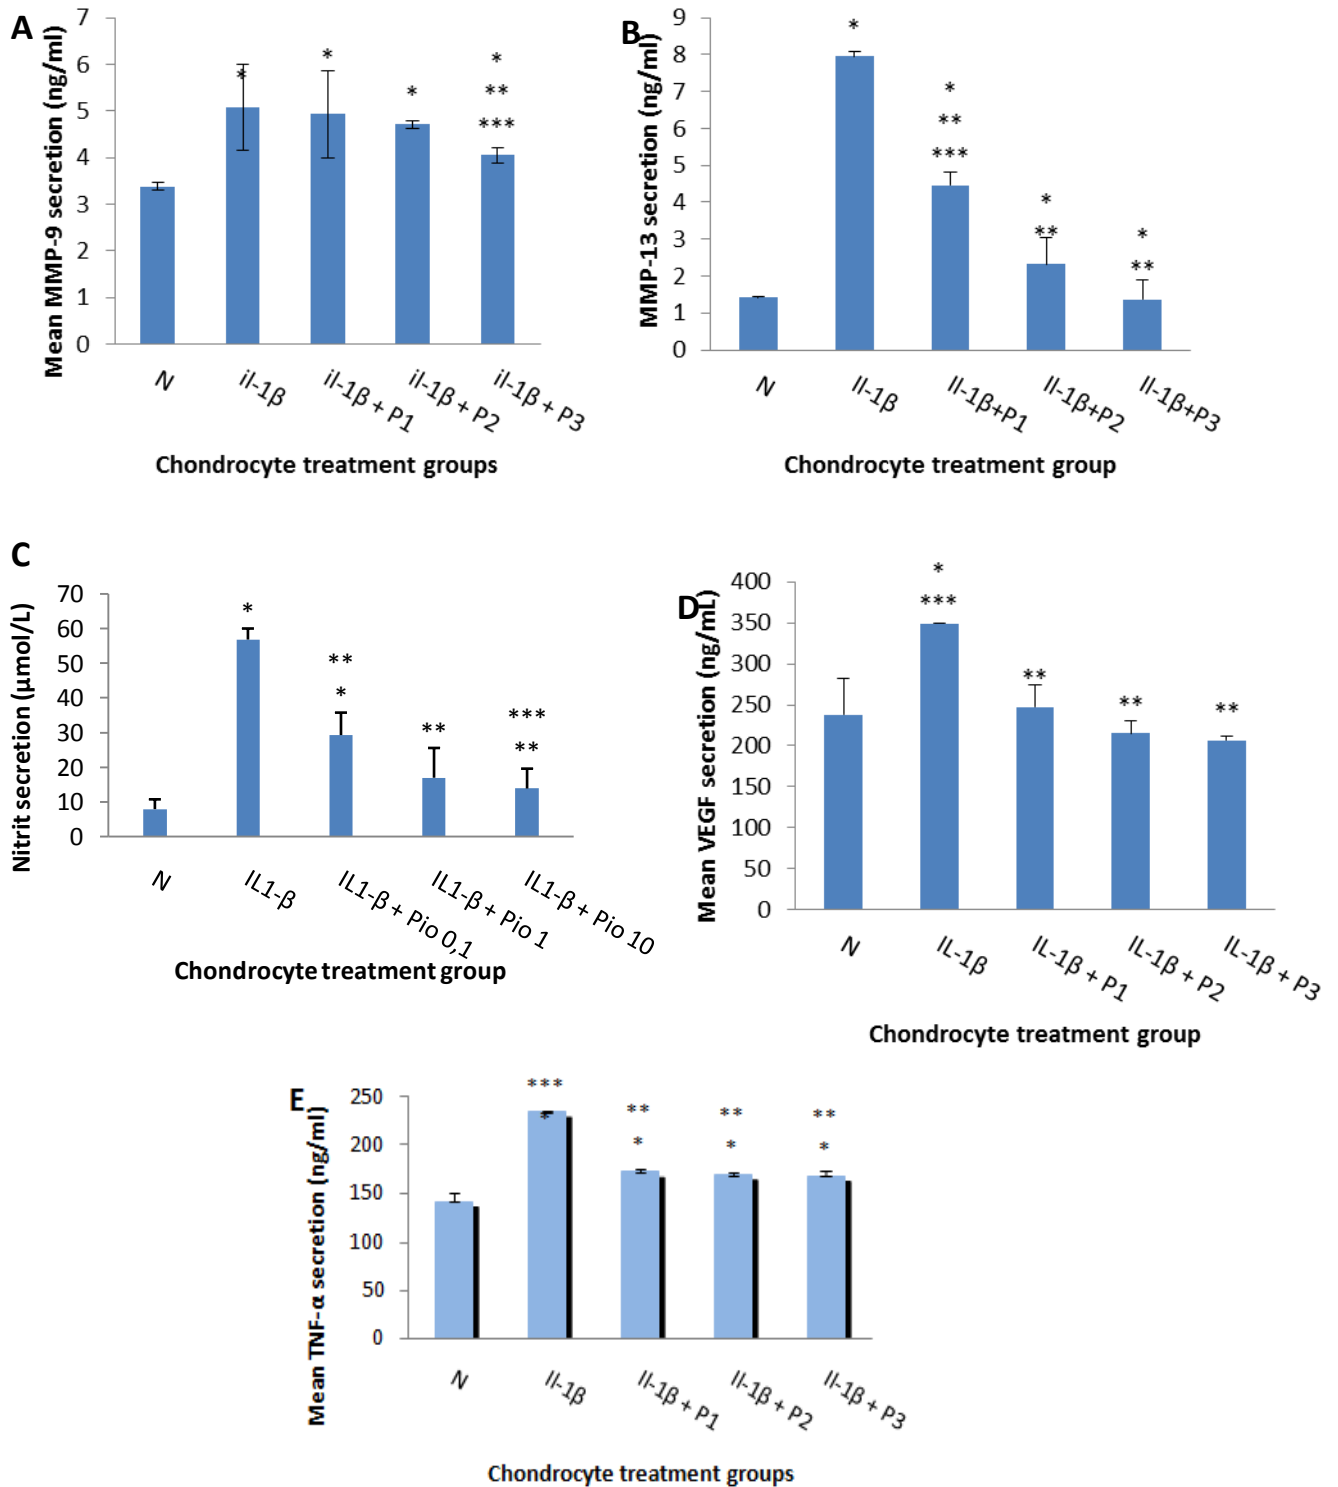 A
Mean MMP-9 secretion (ng/ml)
7
6
5
4
3
2
1
0
*
*
*
*
**
***
N
il-1β
il-1β + P1
il-1β + P2
il-1β + P3
Chondrocyte treatment groups
B
MMP-13 secretion (ng/ml)
9
8
7
6
5
4
3
2
1
0
*
*
**
***
*
**
*
**
N
Il-1β
Il-1β+P1
Il-1β+P2
Il-1β+P3
Chondrocyte treatment group
C
Nitrit secretion (µmol/L)
70
60
50
40
30
20
10
0
*
**
*
**
***
**
N
IL1-β
IL1-β + Pio 0,1
IL1-β + Pio 1
IL1-β + Pio 10
Chondrocyte treatment group
D
Mean VEGF secretion (ng/mL)
400
350
300
250
200
150
100
50
0
*
***
**
**
**
N
IL-1β
IL-1β + P1
IL-1β + P2
IL-1β + P3
Chondrocyte treatment group
E
Mean TNF-α secretion (ng/ml)
250
200
150
100
50
0
***
*
**
*
**
*
**
*
N
Il-1β
Il-1β + P1
Il-1β + P2
Il-1β + P3
Chondrocyte treatment groups